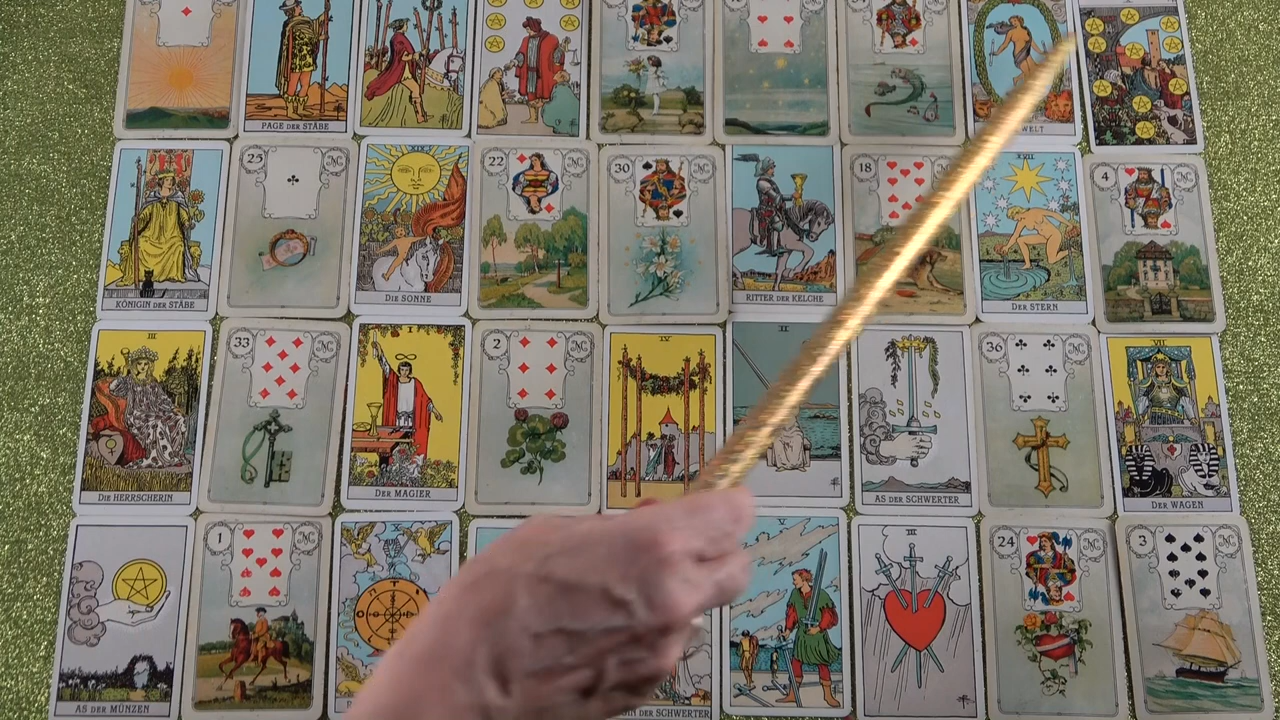 PAGE DER STÄBE
WELT
KÖNIGIN DER STÄBE
25
XIX
DIE SONNE
22
30
RITTER DER KELCHE
18
XVII
DER STERN
4
III
DIE HERRSCHERIN
33
I
DER MAGIER
2
IV
II
AS DER SCHWERTER
36
VII
DER WAGEN
AS DER MÜNZEN
1
X
DER SCHWERTER
V
III
24
3